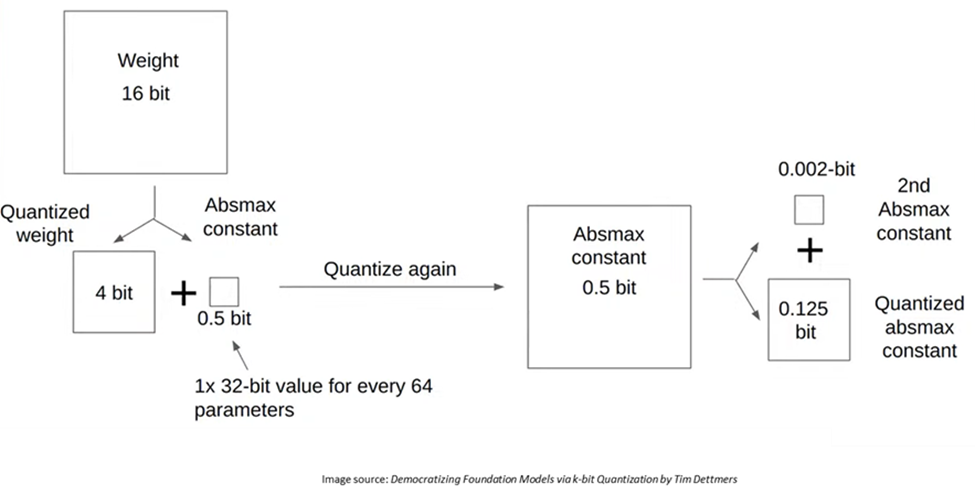 Weight
16 bit
Quantized
weight
Absmax
constant
4 bit
+
0.5 bit
1x 32-bit value for every 64
parameters
Quantize again
Absmax
constant
0.5 bit
0.002-bit
2nd
Absmax
constant
+
0.125
bit
Quantized
absmax
constant
Image source: Democratizing Foundation Models via k-bit Quantization by Tim Dettmers